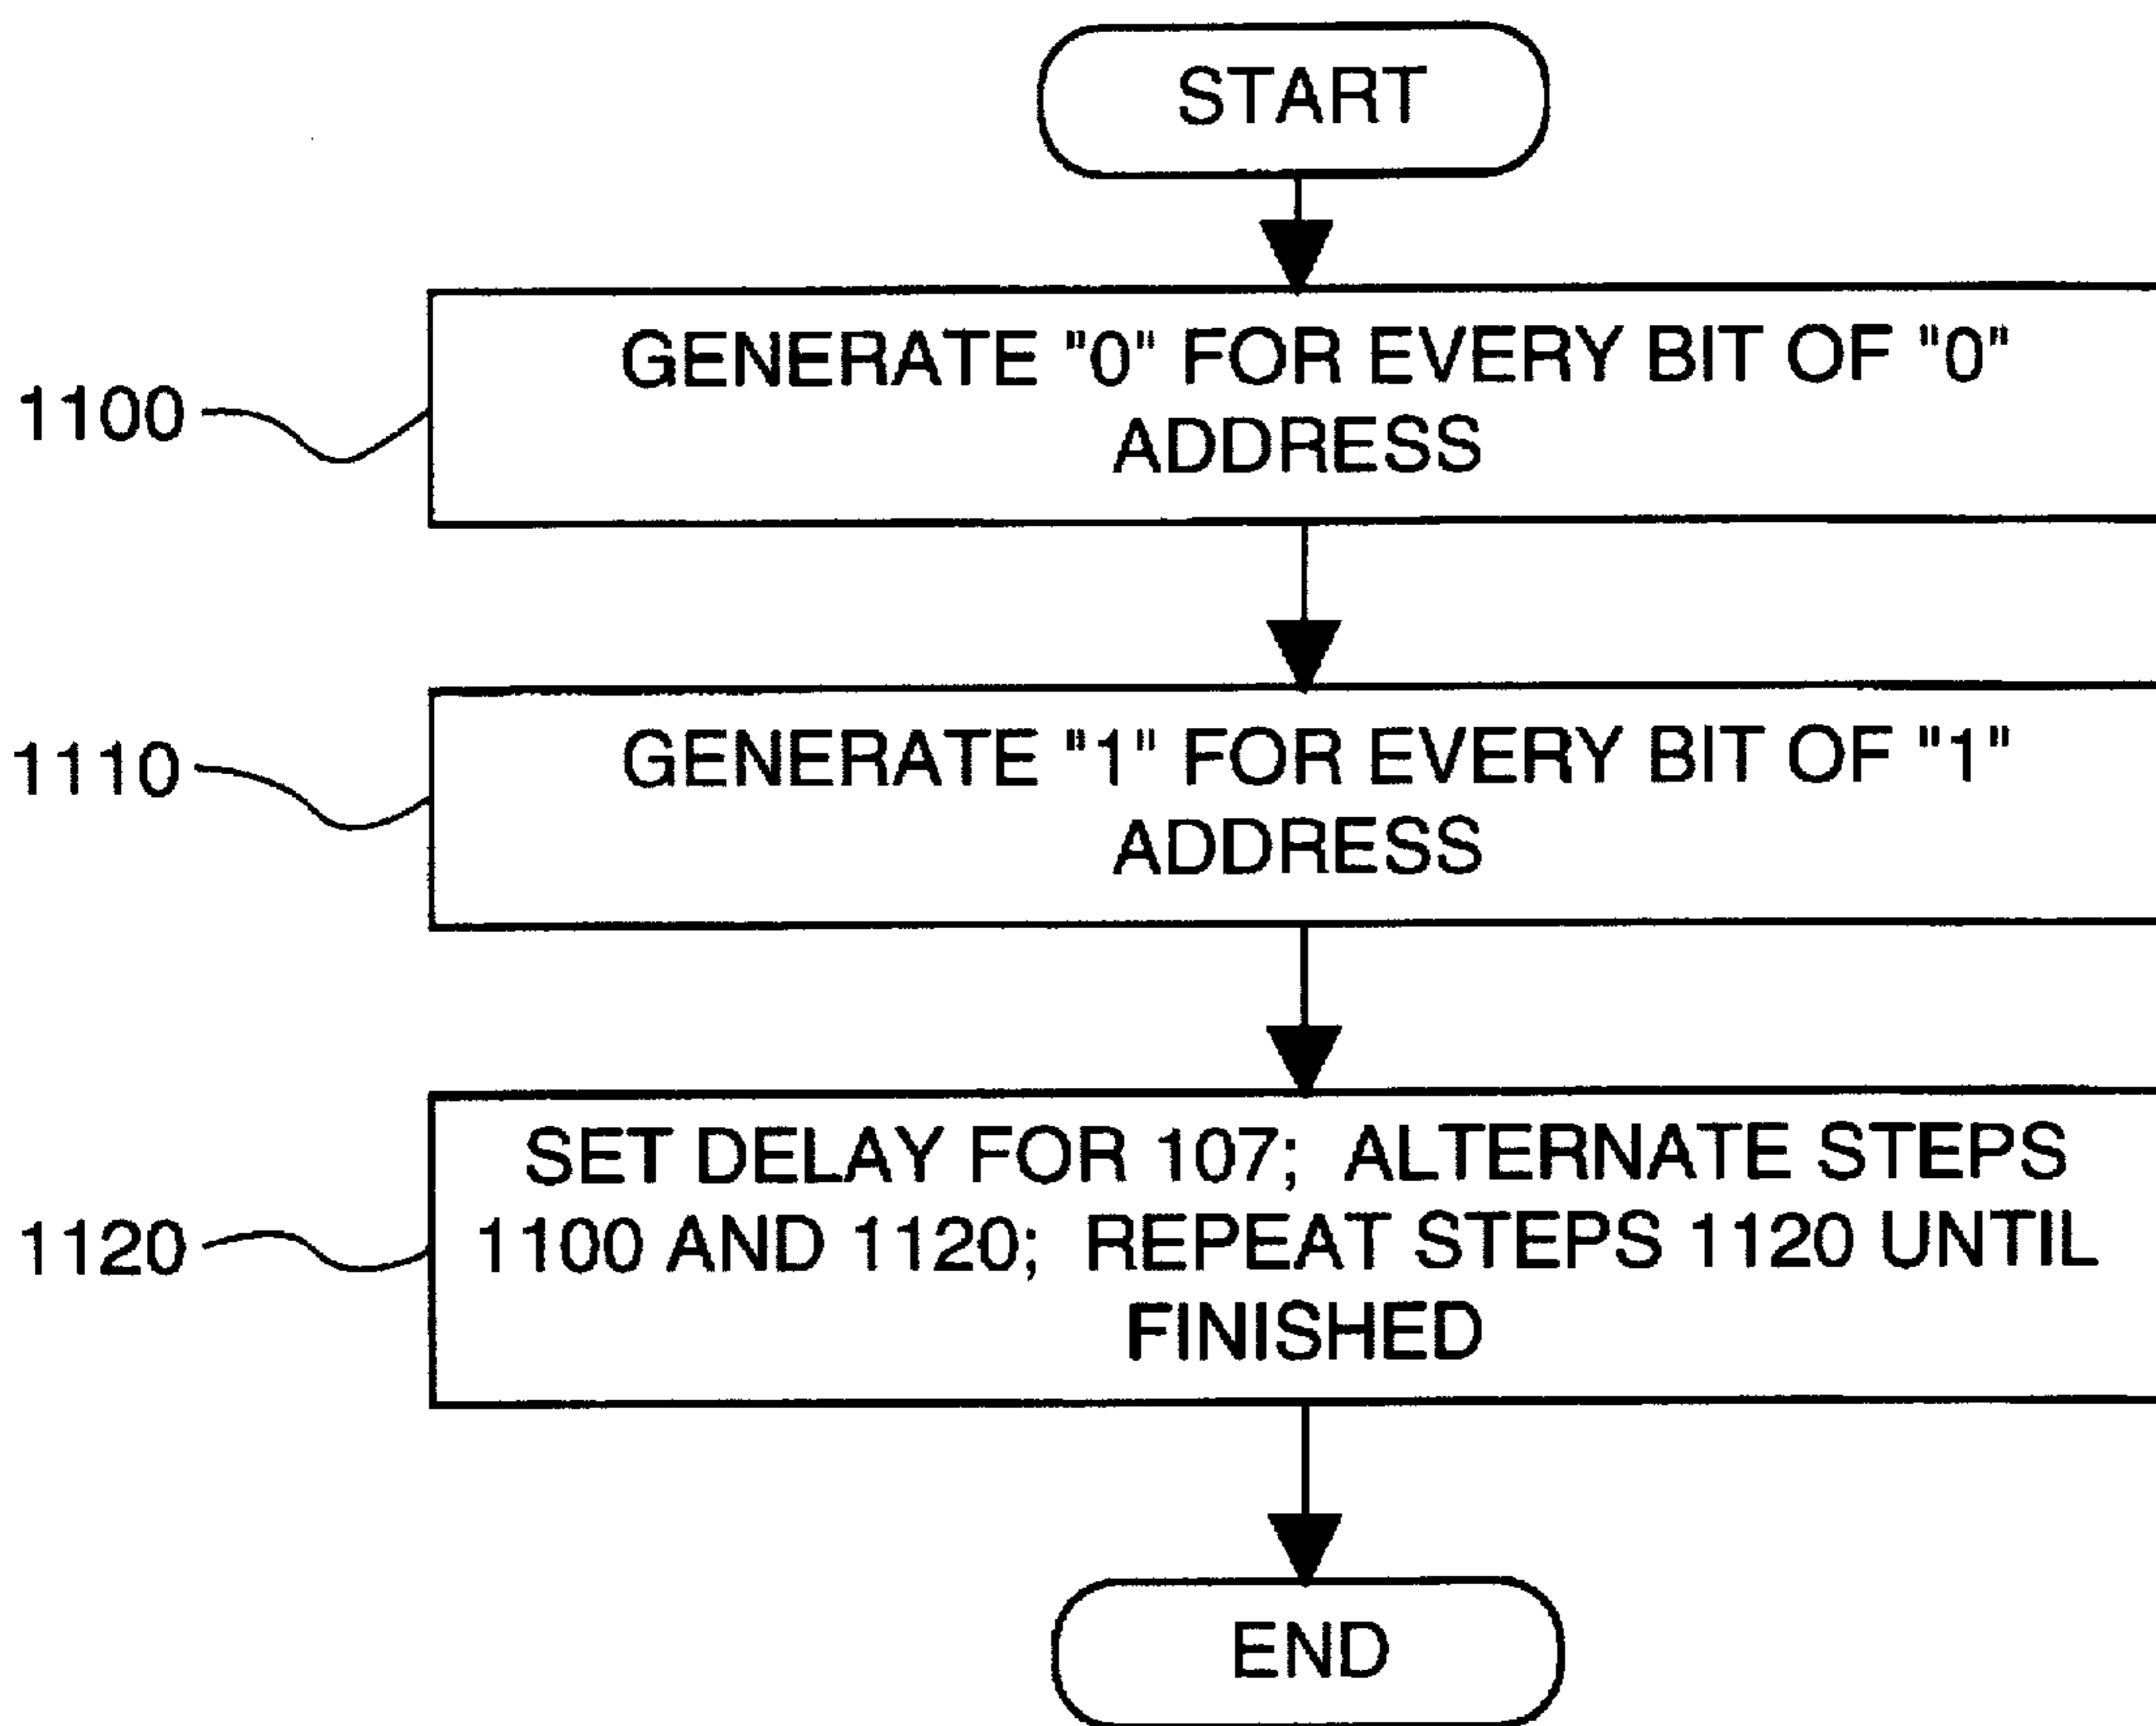 START
GENERATE "0" FOR EVERY BIT OF "0"
ADDRESS
1100
GENERATE "1" FOR EVERY BIT OF "1"
ADDRESS
1110
SET DELAY FOR 107; ALTERNATE STEPS
1100 AND 1120; REPEAT STEPS 1120 UNTIL
FINISHED
1120
END